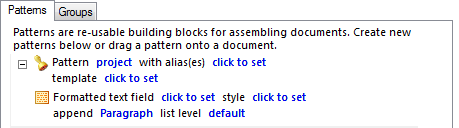 Patterns Groups
Patterns are re-usable building blocks for assembling documents. Create new
patterns below or drag a pattern onto a document.
Pattern project with alias(es) click to set
template click to set
Formatted text field click to set style click to set
append Paragraph list level default